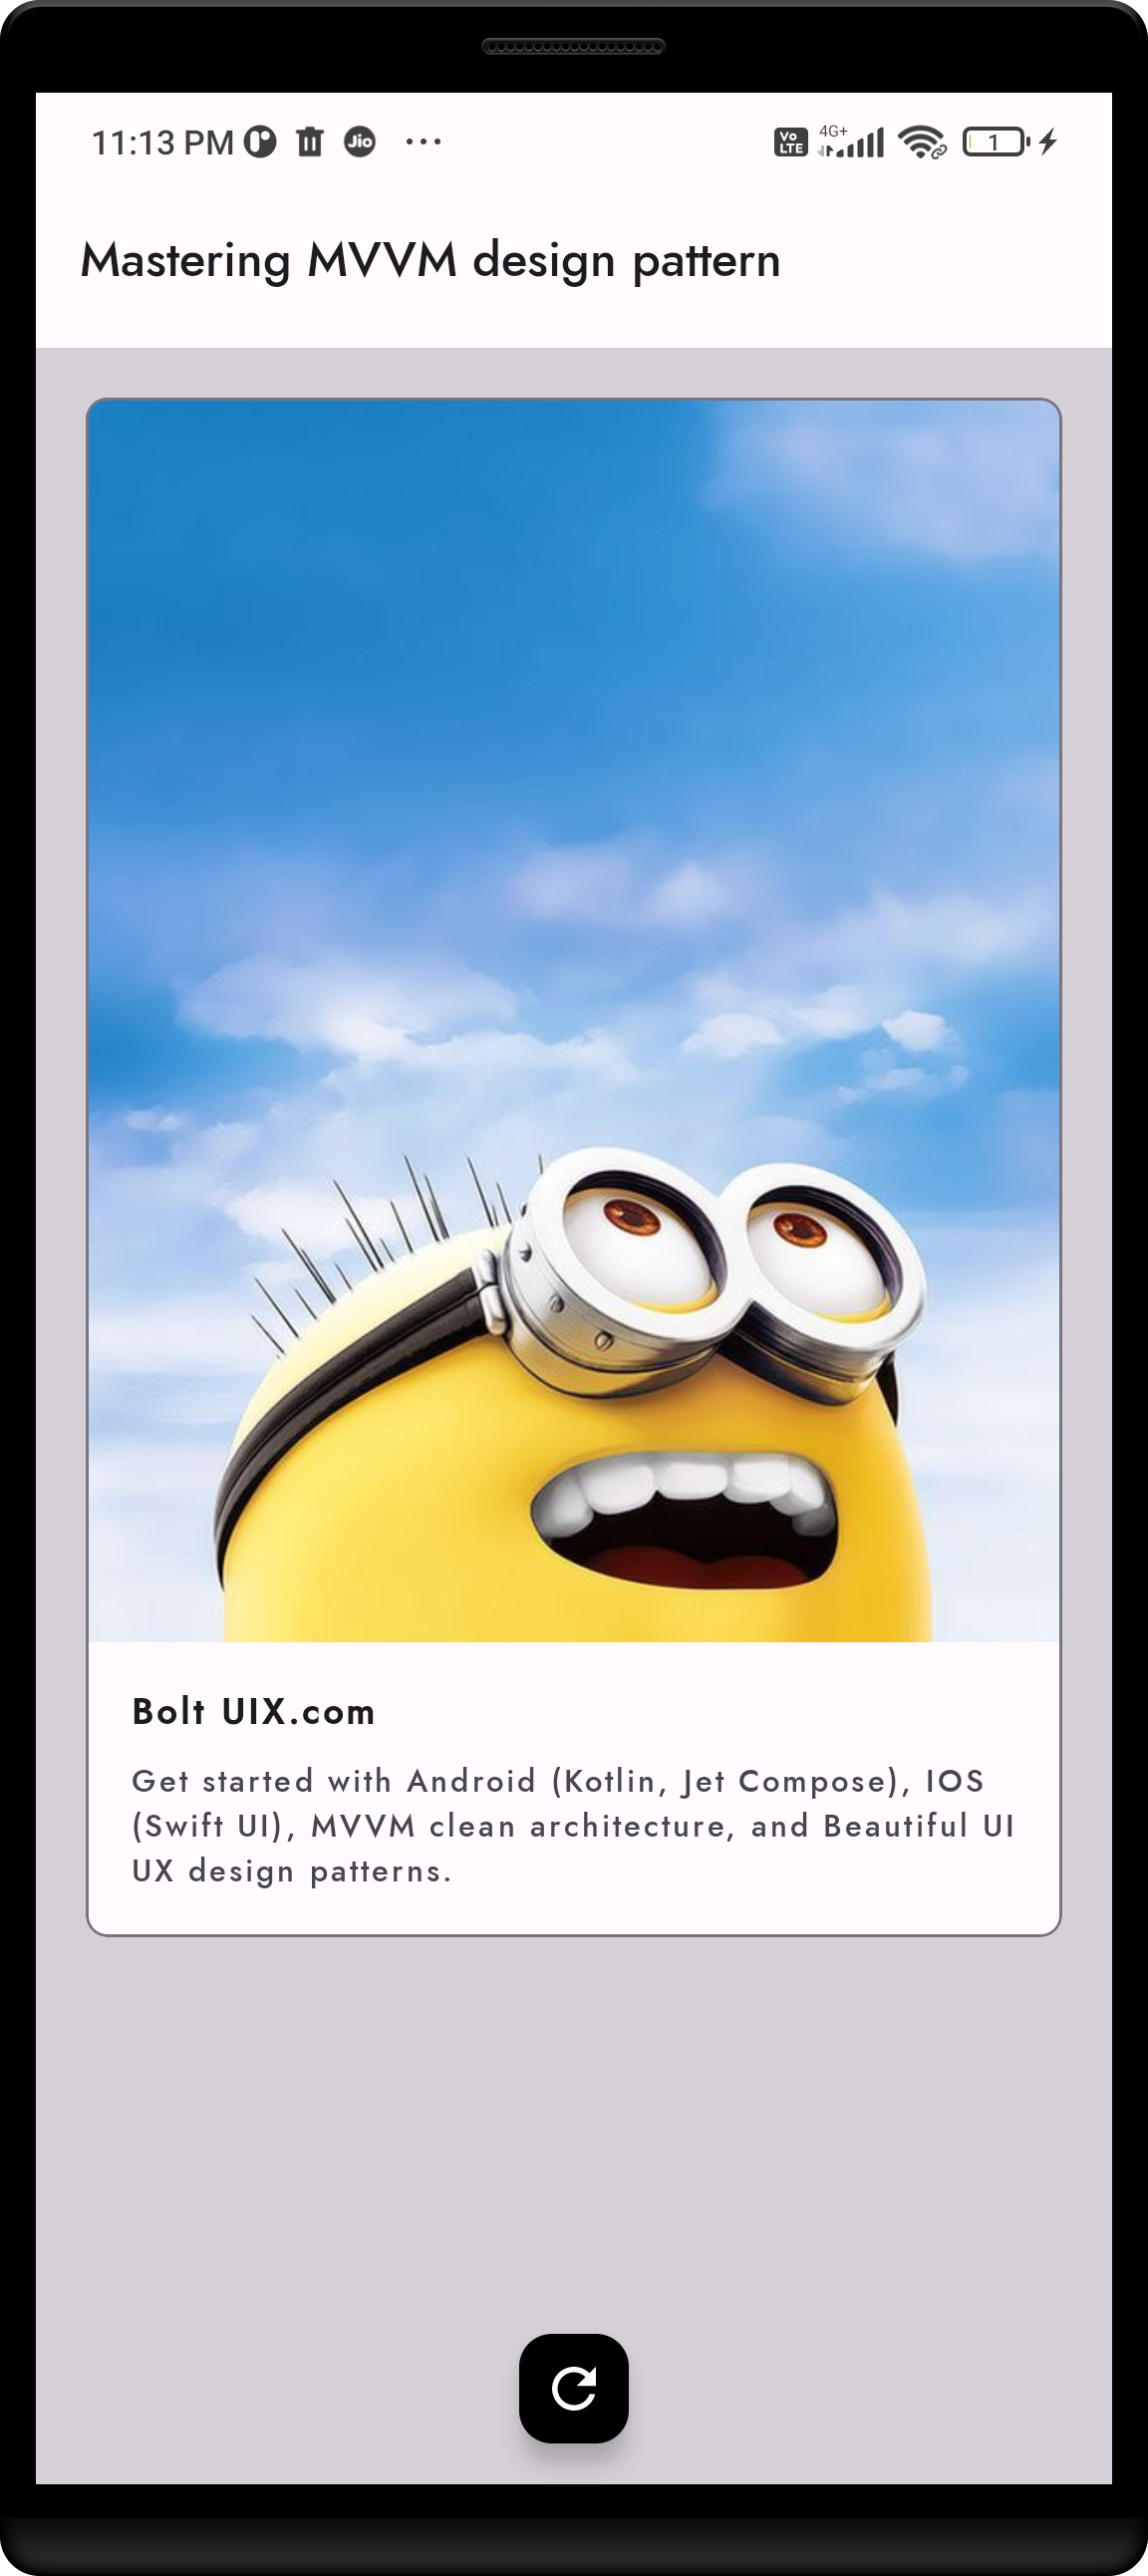 11:13 PM Jio ... Vo LTE 4G+ 1
Mastering MVVM design pattern
Bolt UIX.com
Get started with Android (Kotlin, Jet Compose), IOS
(Swift UI), MVVM clean architecture, and Beautiful UI
UX design patterns.